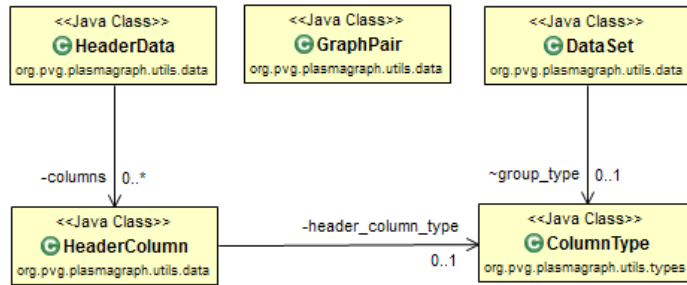 <<Java Class>>
HeaderData
org.pvg.plasmagraph.utils.data
<<Java Class>>
GraphPair
org.pvg.plasmagraph.utils.data
<<Java Class>>
DataSet
org.pvg.plasmagraph.utils.data
-columns 0..*
~group_type 0..1
<<Java Class>>
HeaderColumn
org.pvg.plasmagraph.utils.data
-header_column_type
0..1
<<Java Class>>
ColumnType
org.pvg.plasmagraph.utils.types